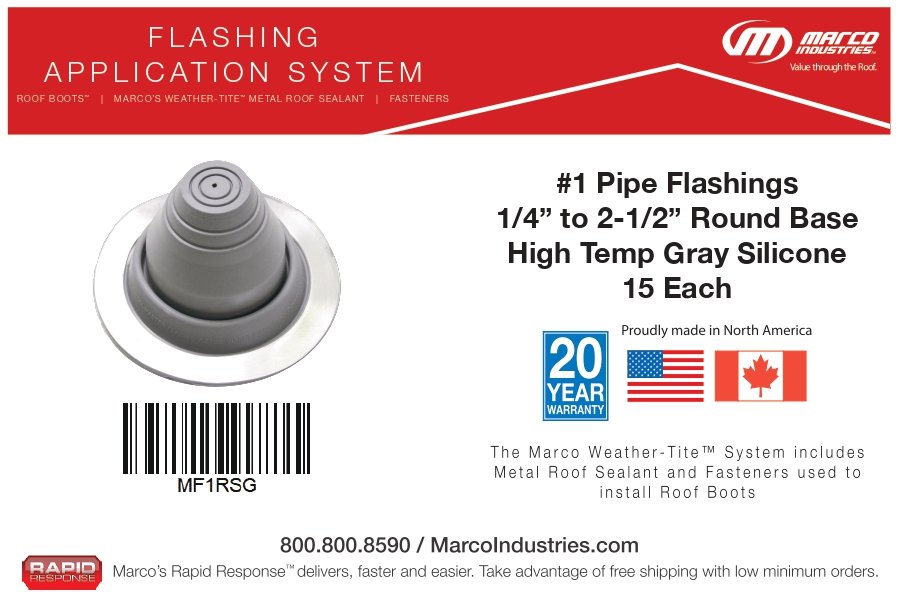 FLASHING
APPLICATION SYSTEM
ROOF BOOTS™ | MARCO'S WEATHER-TITE™ METAL ROOF SEALANT | FASTENERS
MARCO
INDUSTRIES™
Value through the Roof.
#1 Pipe Flashings
1/4” to 2-1/2” Round Base
High Temp Gray Silicone
15 Each
Proudly made in North America
20
YEAR
WARRANTY
MF1RSG
The Marco Weather-Tite™ System includes
Metal Roof Sealant and Fasteners used to
install Roof Boots
800.800.8590 / MarcoIndustries.com
RAPID
RESPONSE
Marco's Rapid Response™ delivers, faster and easier. Take advantage of free shipping with low minimum orders.